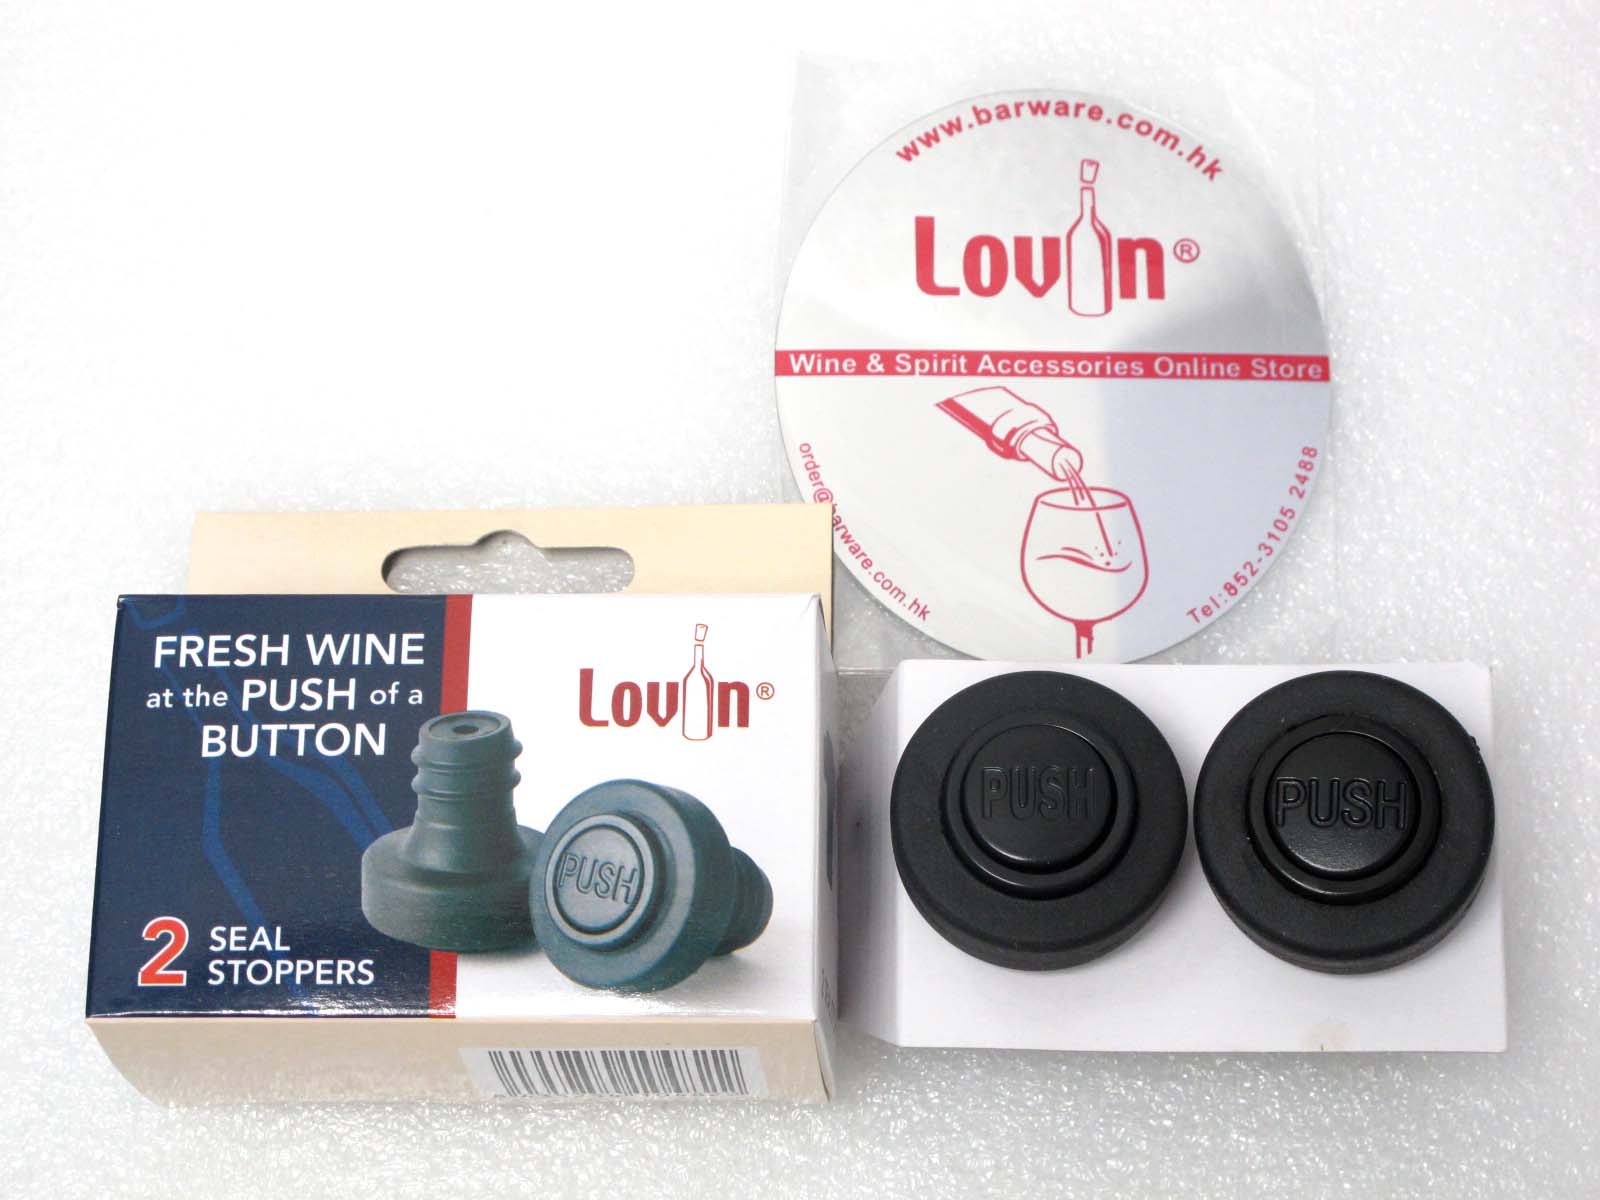 www.barware.com.hk
Lovin®
Wine & Spirit Accessories Online Store
order@barware.com.hk
Tel:852-3105 2488
FRESH WINE
at the PUSH of a
BUTTON
Lovin®
PUSH
2 SEAL
STOPPERS
PUSH
PUSH